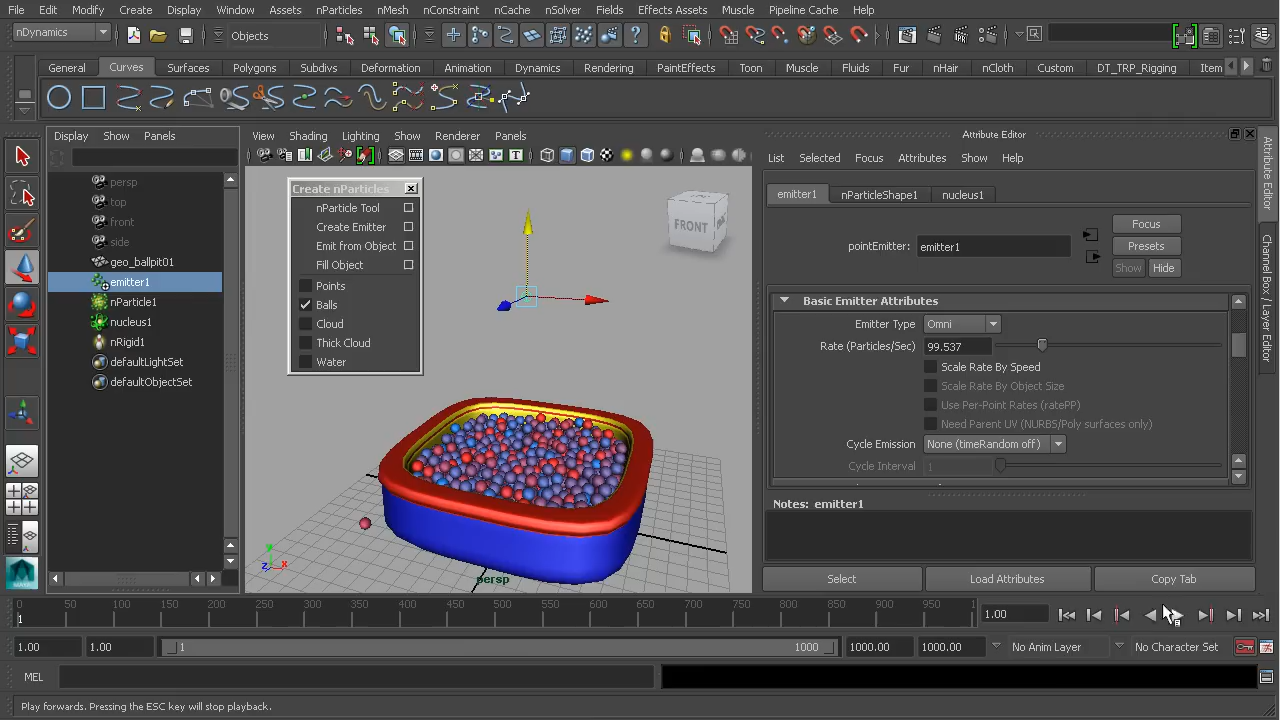 File Edit Modify Create Display Window Assets nParticles nMesh nConstraint nCache nSolver Fields Effects Assets Muscle Pipeline Cache Help
nDynamics Objects
General Curves Surfaces Polygons Subdivs Deformation Animation Dynamics Rendering PaintEffects Toon Muscle Fluids Fur nHair nCloth Custom DT_TRP_Rigging Item
Display Show Panels
View Shading Lighting Show Renderer Panels
Attribute Editor
List Selected Focus Attributes Show Help
persp
top
front
side
geo_ballpit01
emitter1
nParticle1
nucleus1
nRigid1
defaultLightSet
defaultObjectSet
Create nParticles
nParticle Tool
Create Emitter
Emit from Object
Fill Object
Points
Balls
Cloud
Thick Cloud
Water
FRONT
y
z x
persp
emitter1 nParticleShape1 nucleus1
pointEmitter: emitter1
Focus
Presets
Show Hide
Basic Emitter Attributes
Emitter Type Omni
Rate (Particles/Sec) 99.537
Scale Rate By Speed
Scale Rate By Object Size
Use Per-Point Rates (ratePP)
Need Parent UV (NURBS/Poly surfaces only)
Cycle Emission None (timeRandom off)
Cycle Interval 1
Notes: emitter1
Select Load Attributes Copy Tab
Attribute Editor
Channel Box / Layer Editor
0 50 100 150 200 250 300 350 400 450 500 550 600 650 700 750 800 850 900 950 1
1 1.00
1.00 1.00 1 1000 1000.00 1000.00 No Anim Layer No Character Set
MEL
Play forwards. Pressing the ESC key will stop playback.